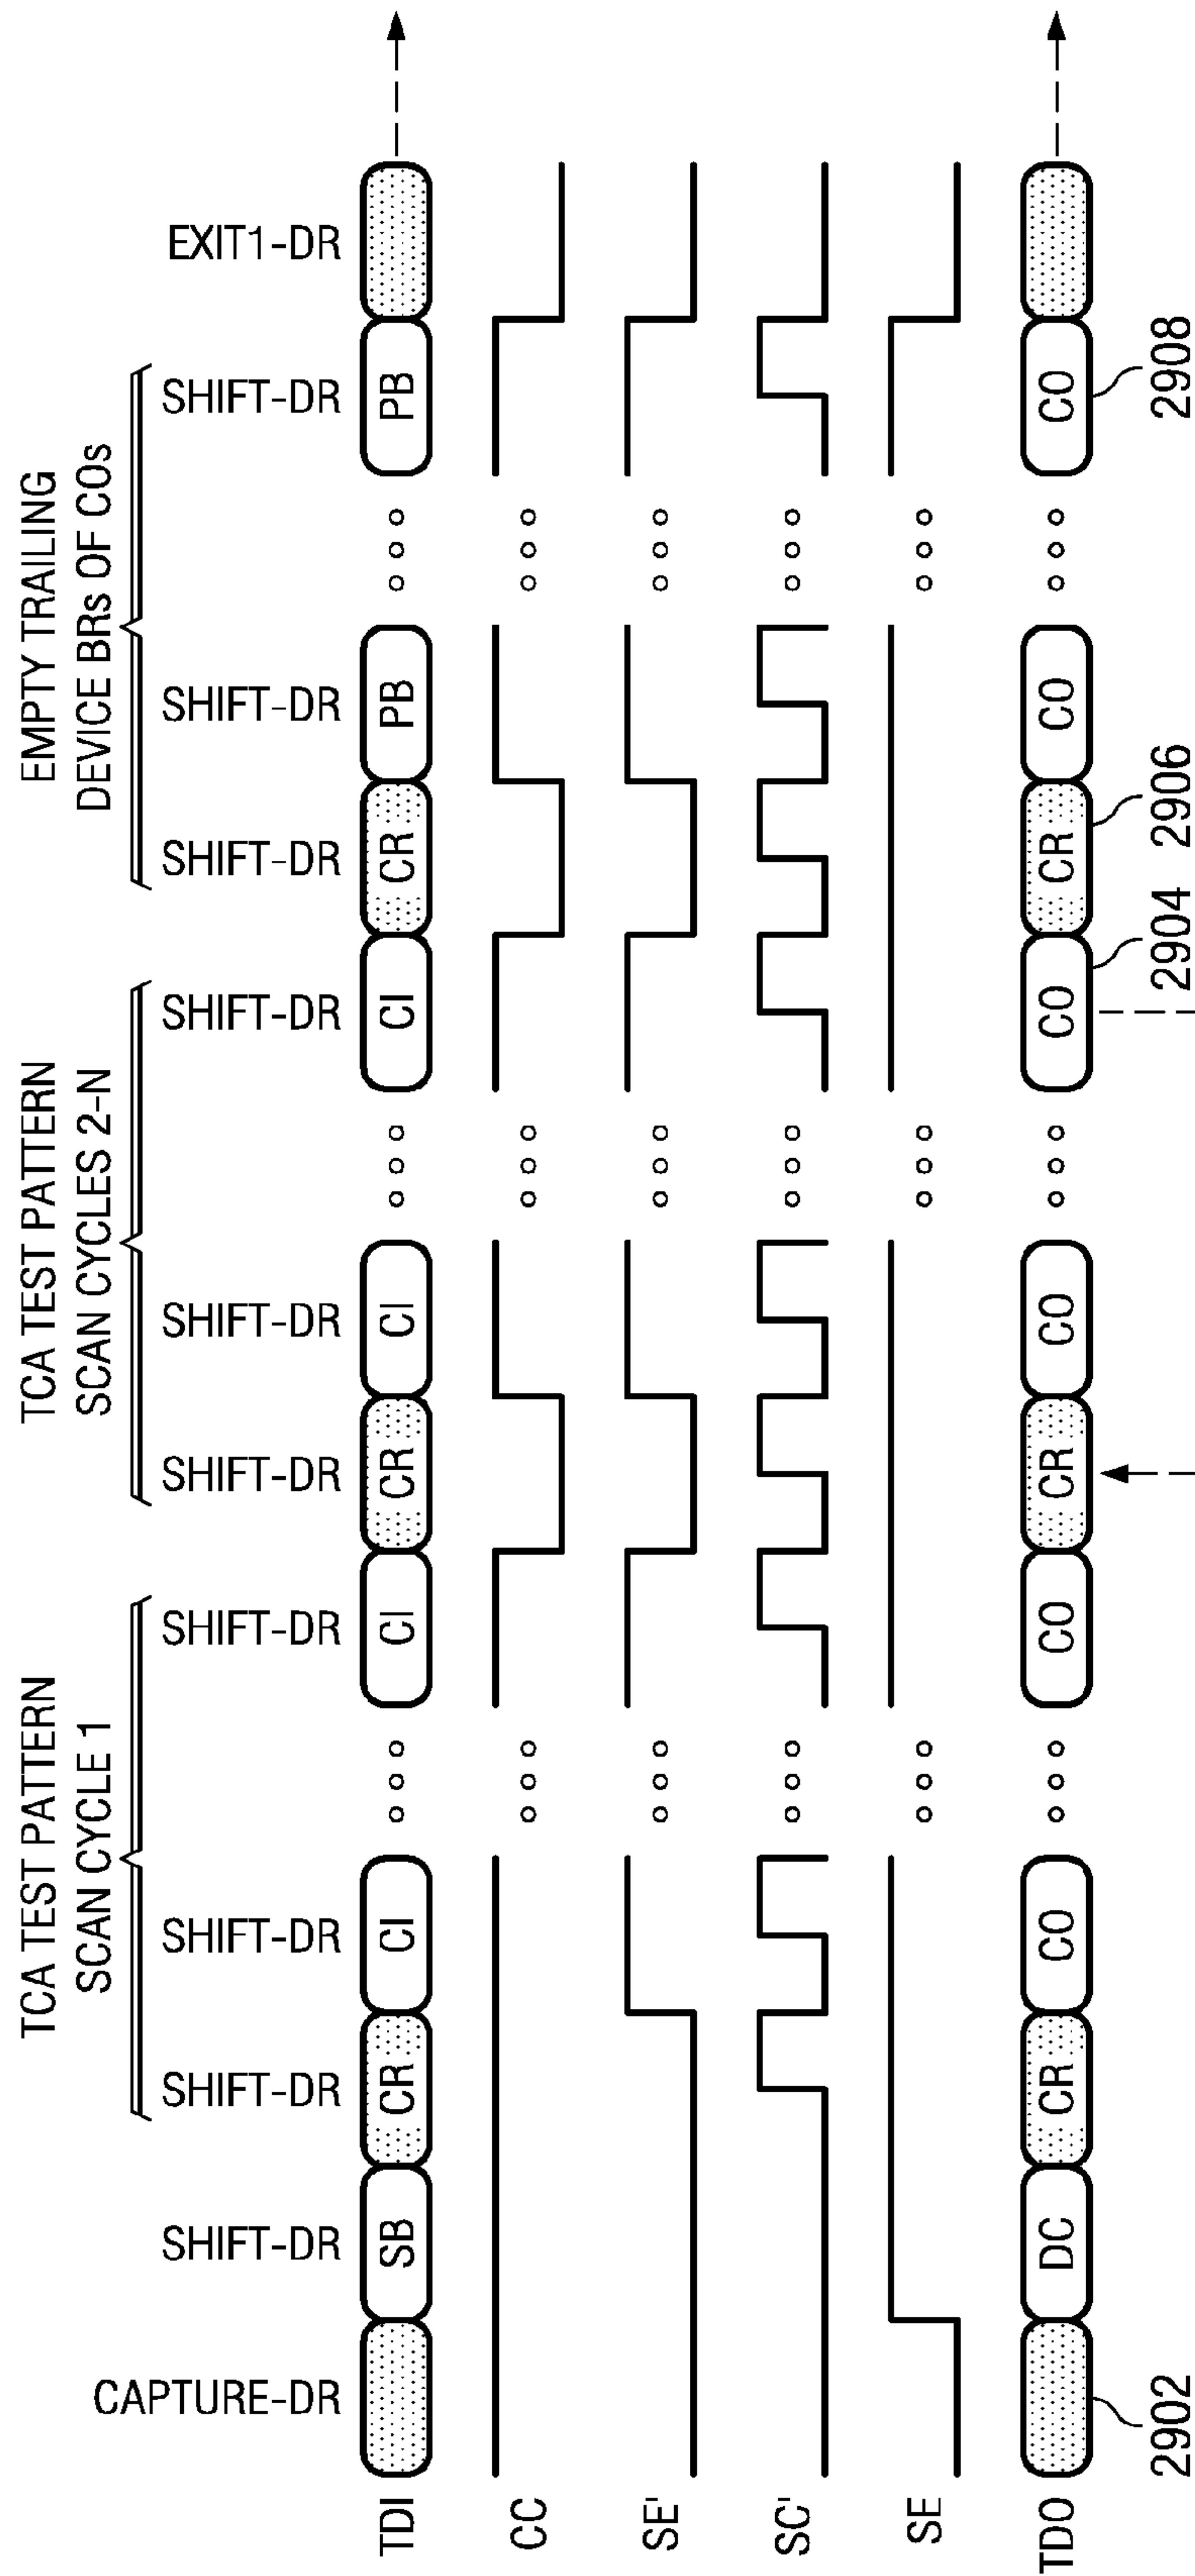 TCA TEST PATTERN
SCAN CYCLE 1
TCA TEST PATTERN
SCAN CYCLES 2-N
EMPTY TRAILING
DEVICE BRs OF COs
CAPTURE-DR
SHIFT-DR
SHIFT-DR
SHIFT-DR
SHIFT-DR
SHIFT-DR
SHIFT-DR
SHIFT-DR
SHIFT-DR
SHIFT-DR
SHIFT-DR
EXIT1-DR
TDI
SB
CR
CI
CI
CR
CI
CI
CR
PB
PB
CC
SE'
SC'
SE
TDO
DC
CR
CO
CO
CR
CO
CO
CR
CO
CO
2902
2904
2906
2908